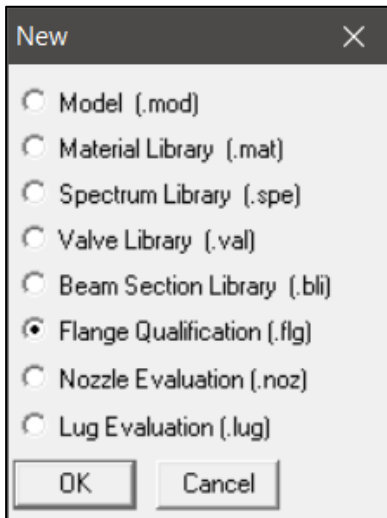 New
Model (.mod)
Material Library (.mat)
Spectrum Library (.spe)
Valve Library (.val)
Beam Section Library (.bli)
Flange Qualification (.flg)
Nozzle Evaluation (.noz)
Lug Evaluation (.lug)
OK Cancel